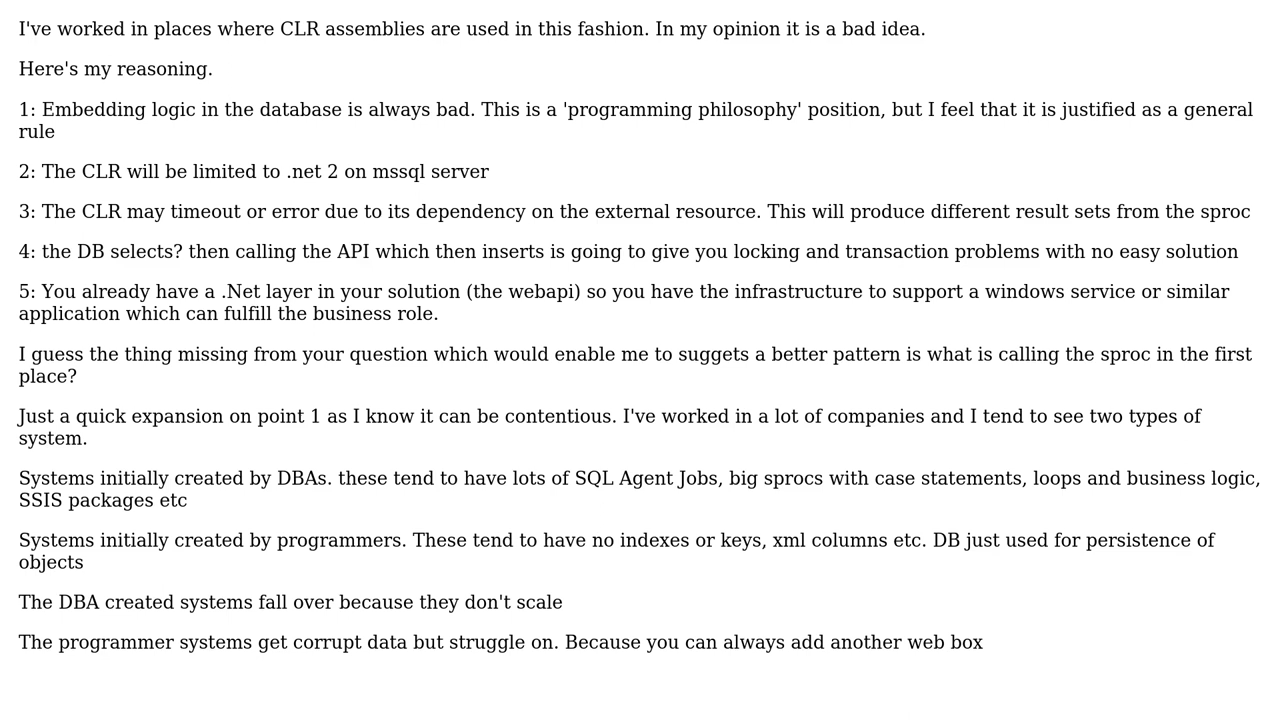 I've worked in places where CLR assemblies are used in this fashion. In my opinion it is a bad idea.
Here's my reasoning.
1: Embedding logic in the database is always bad. This is a 'programming philosophy' position, but I feel that it is justified as a general
rule
2: The CLR will be limited to .net 2 on mssql server
3: The CLR may timeout or error due to its dependency on the external resource. This will produce different result sets from the sproc
4: the DB selects? then calling the API which then inserts is going to give you locking and transaction problems with no easy solution
5: You already have a .Net layer in your solution (the webapi) so you have the infrastructure to support a windows service or similar
application which can fulfill the business role.
I guess the thing missing from your question which would enable me to suggets a better pattern is what is calling the sproc in the first
place?
Just a quick expansion on point 1 as I know it can be contentious. I've worked in a lot of companies and I tend to see two types of
system.
Systems initially created by DBAs. these tend to have lots of SQL Agent Jobs, big sprocs with case statements, loops and business logic,
SSIS packages etc
Systems initially created by programmers. These tend to have no indexes or keys, xml columns etc. DB just used for persistence of
objects
The DBA created systems fall over because they don't scale
The programmer systems get corrupt data but struggle on. Because you can always add another web box